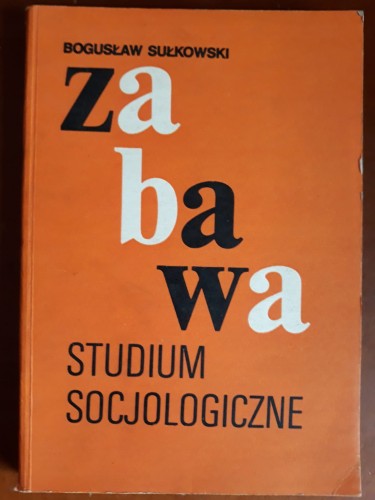 BOGUSŁAW SUŁKOWSKI
za
ba
wa
STUDIUM
SOCJOLOGICZNE